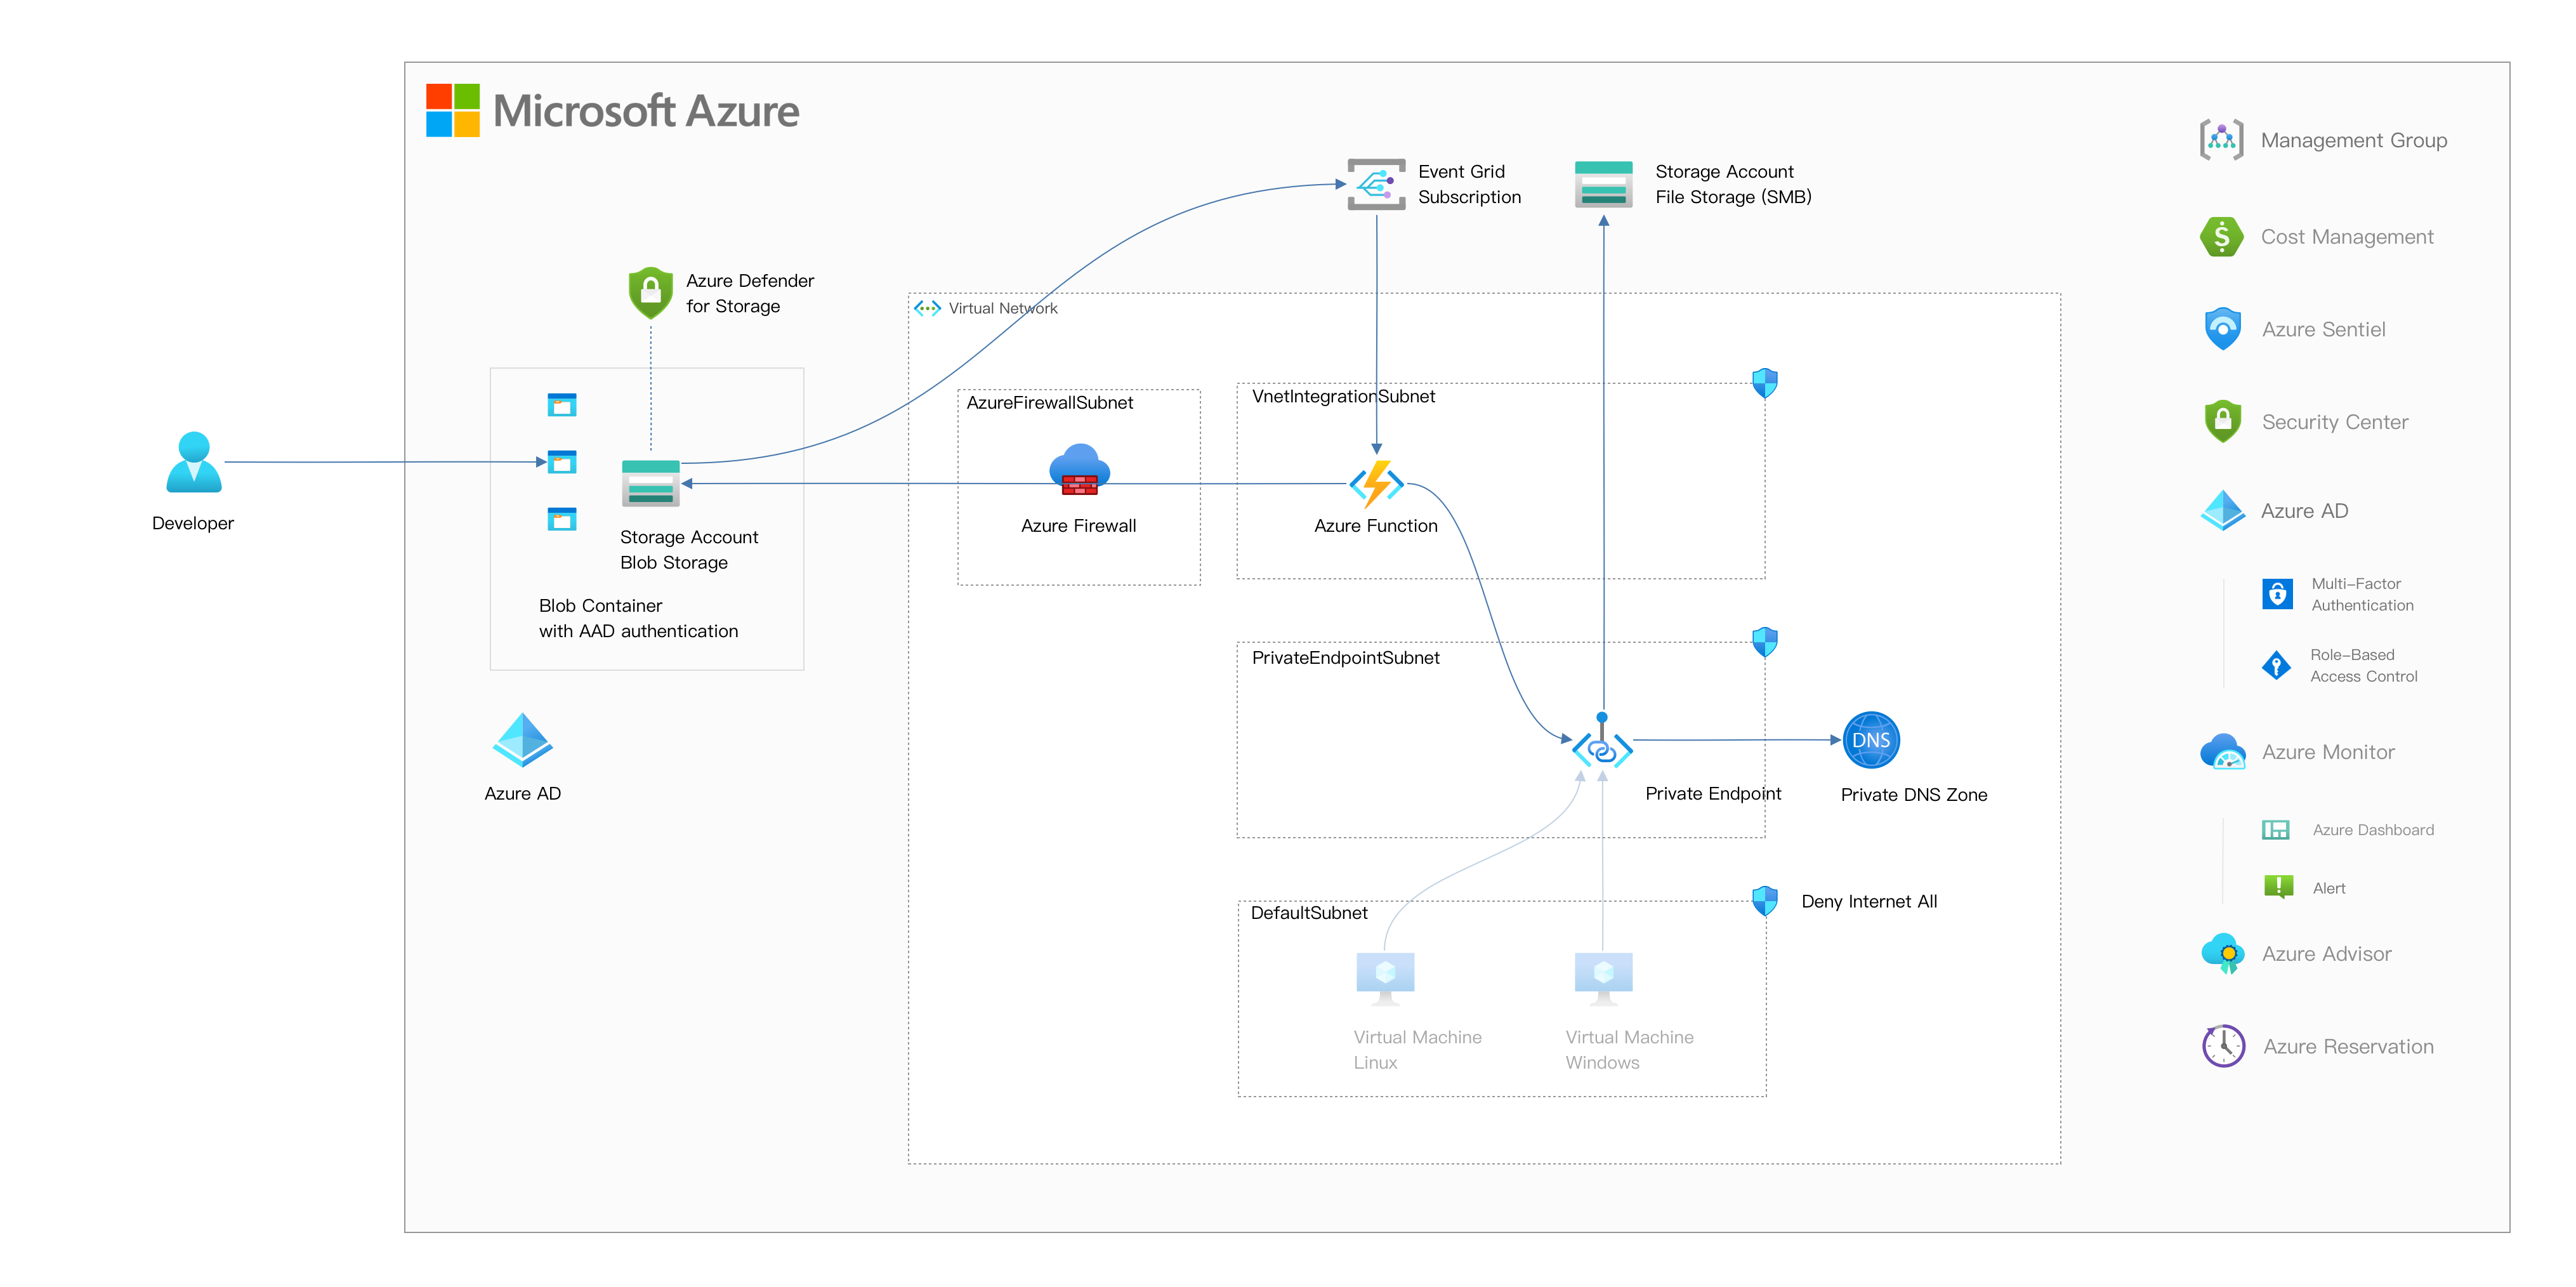 Microsoft Azure
Event Grid
Subscription
Storage Account
File Storage (SMB)
Azure Defender
for Storage
Virtual Network
AzureFirewallSubnet
VnetIntegrationSubnet
Developer
Storage Account
Blob Storage
Azure Firewall
Azure Function
Blob Container
with AAD authentication
PrivateEndpointSubnet
DNS
Azure AD
Private Endpoint
Private DNS Zone
DefaultSubnet
Deny Internet All
Virtual Machine
Linux
Virtual Machine
Windows
Management Group
Cost Management
Azure Sentiel
Security Center
Azure AD
Multi-Factor
Authentication
Role-Based
Access Control
Azure Monitor
Azure Dashboard
Alert
Azure Advisor
Azure Reservation